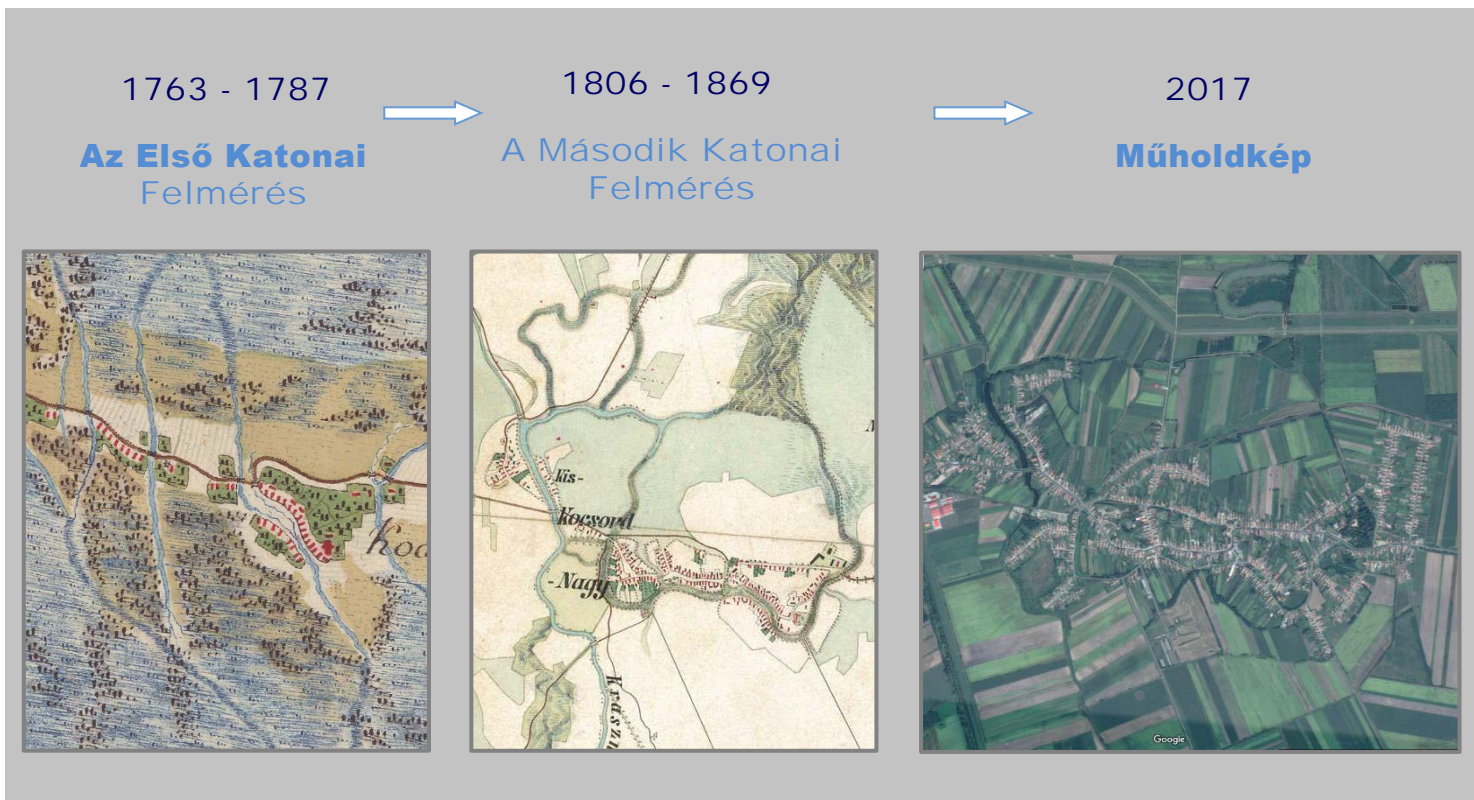 1763 - 1787
Az Első Katonai
Felmérés
1806 - 1869
A Második Katonai
Felmérés
2017
Műholdkép
Kis-
Kocsord
-Nagy
Google